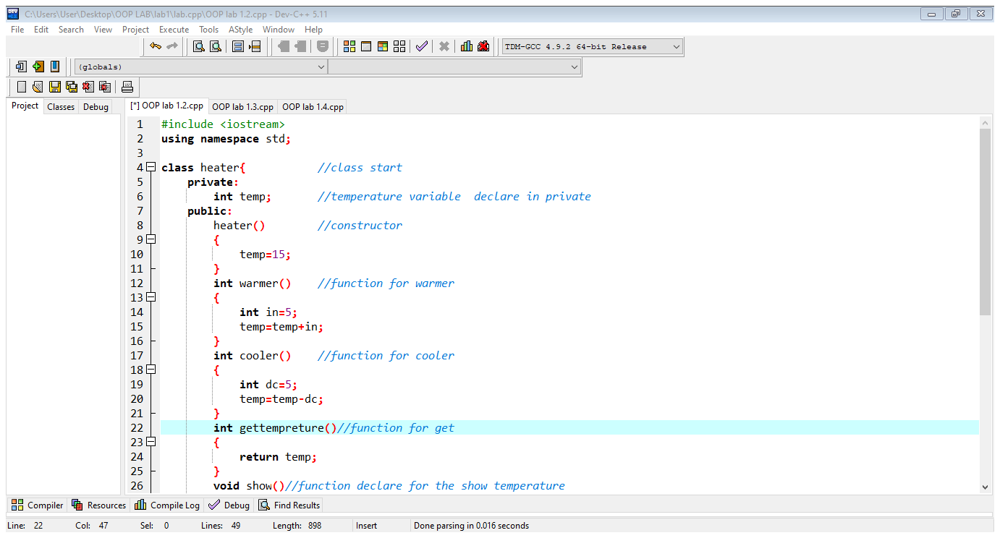 C:\Users\User\Desktop\OOP LAB\lab1\lab.cpp\OOP lab 1.2.cpp - Dev-C++ 5.11
File Edit Search View Project Execute Tools AStyle Window Help
TDM-GCC 4.9.2 64-bit Release
(globals)
Project Classes Debug [*] OOP lab 1.2.cpp OOP lab 1.3.cpp OOP lab 1.4.cpp
1 #include <iostream>
2 using namespace std;
3
4 class heater{ //class start
5 private:
6 int temp; //temperature variable  declare in private
7 public:
8 heater() //constructor
9 {
10 temp=15;
11 }
12 int warmer() //function for warmer
13 {
14 int in=5;
15 temp=temp+in;
16 }
17 int cooler() //function for cooler
18 {
19 int dc=5;
20 temp=temp-dc;
21 }
22 int gettempreture()//function for get
23 {
24 return temp;
25 }
26 void show()//function declare for the show temperature
Compiler Resources Compile Log Debug Find Results
Line: 22 Col: 47 Sel: 0 Lines: 49 Length: 898 Insert Done parsing in 0.016 seconds